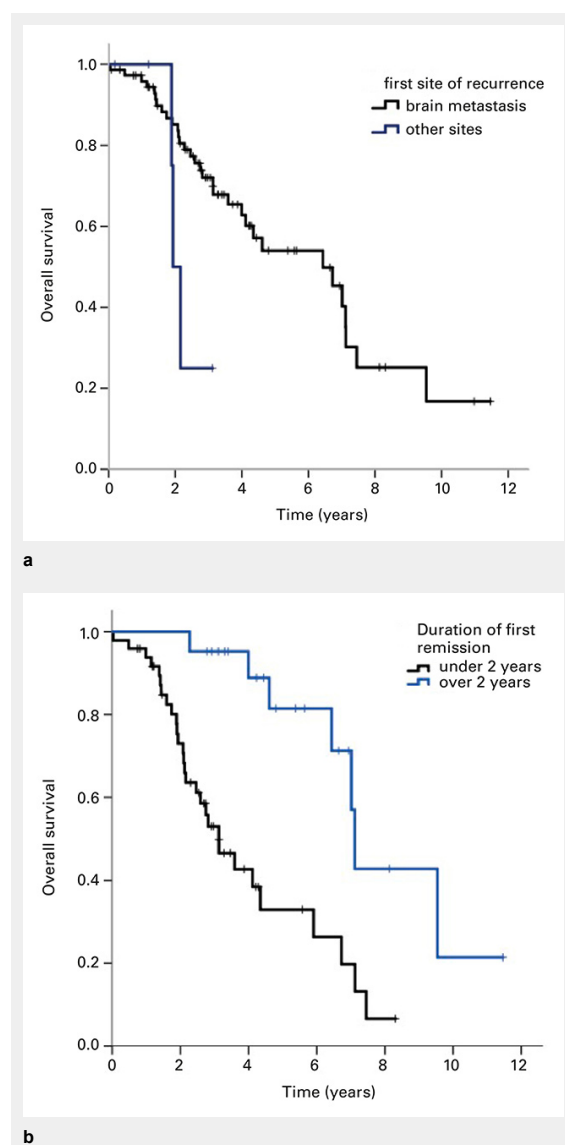 1.0
0.8
0.6
0.4
0.2
0.0
Overall survival
first site of recurrence
brain metastasis
other sites
0 2 4 6 8 10 12
Time (years)
a
1.0
0.8
0.6
0.4
0.2
0.0
Overall survival
Duration of first
remission
under 2 years
over 2 years
0 2 4 6 8 10 12
Time (years)
b